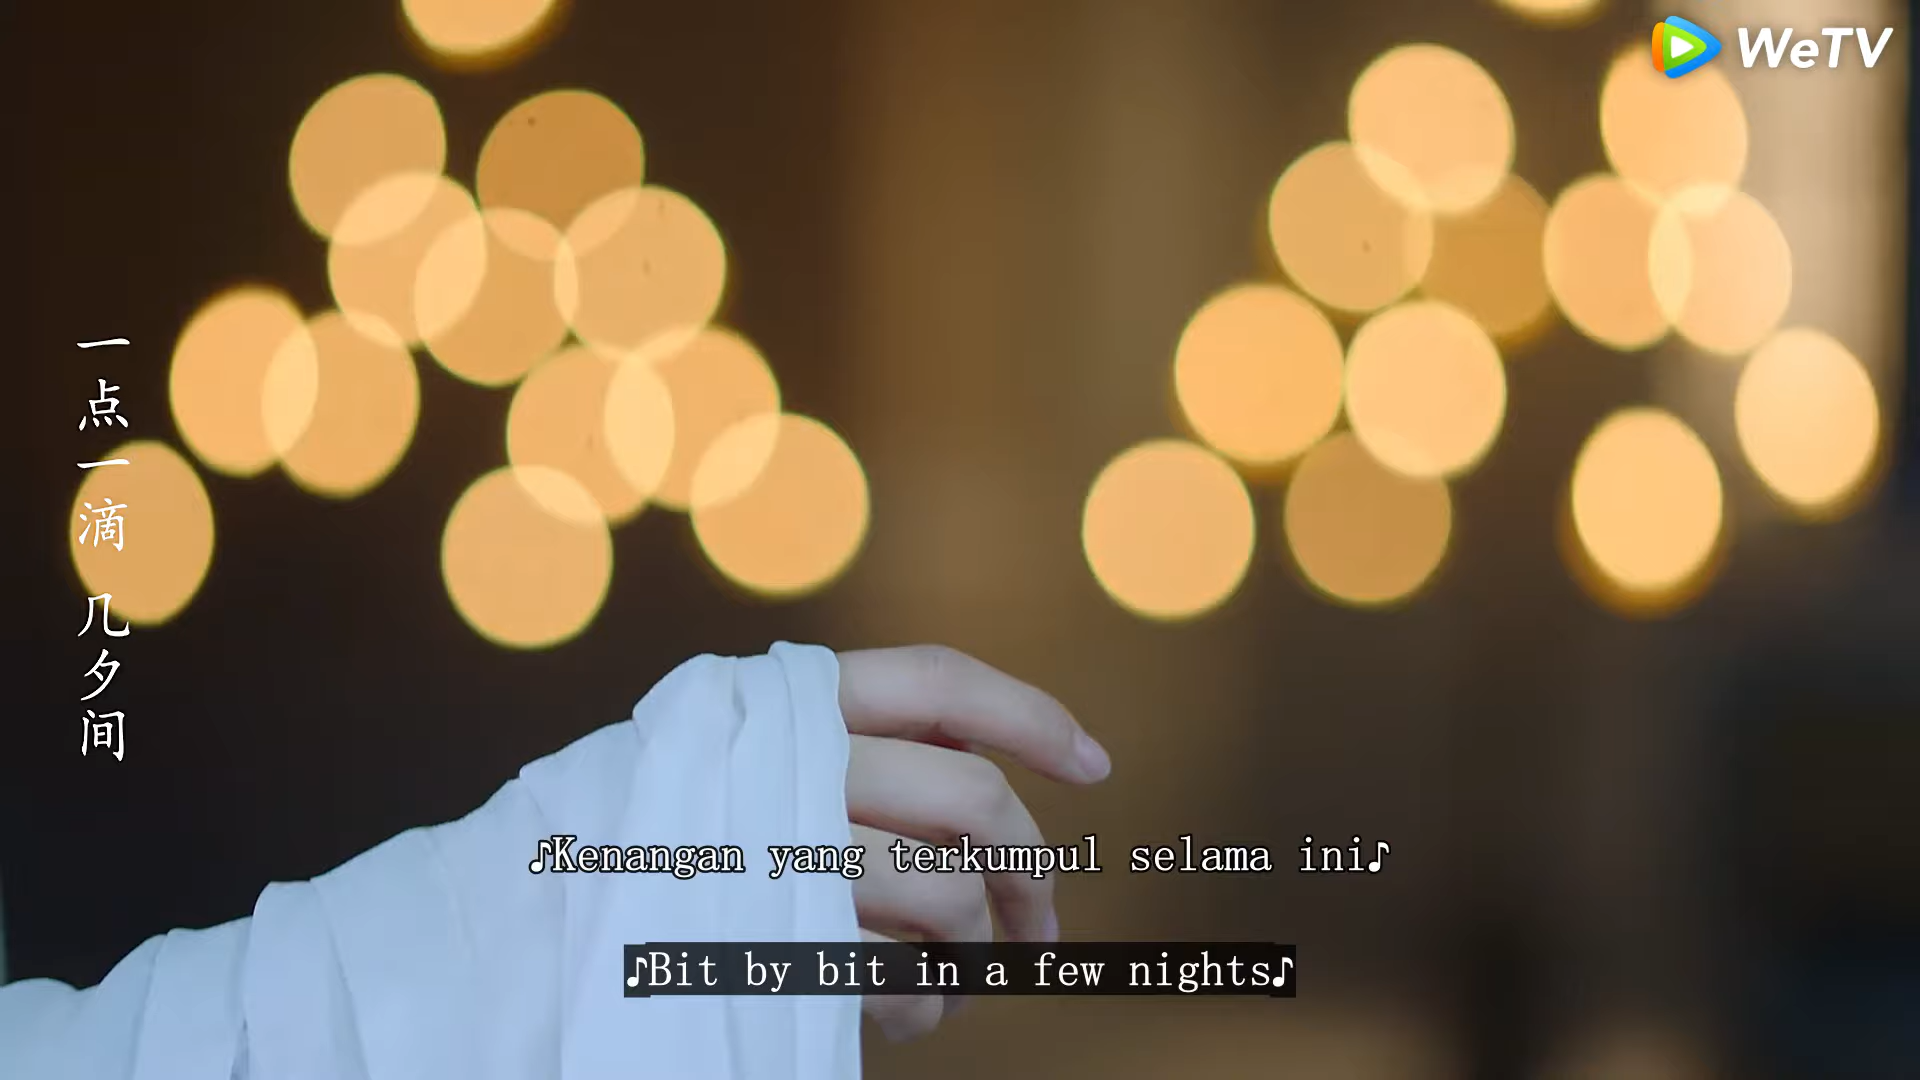 WeTV
一点一滴 几夕间
♪Kenangan yang terkumpul selama ini♪
♪Bit by bit in a few nights♪